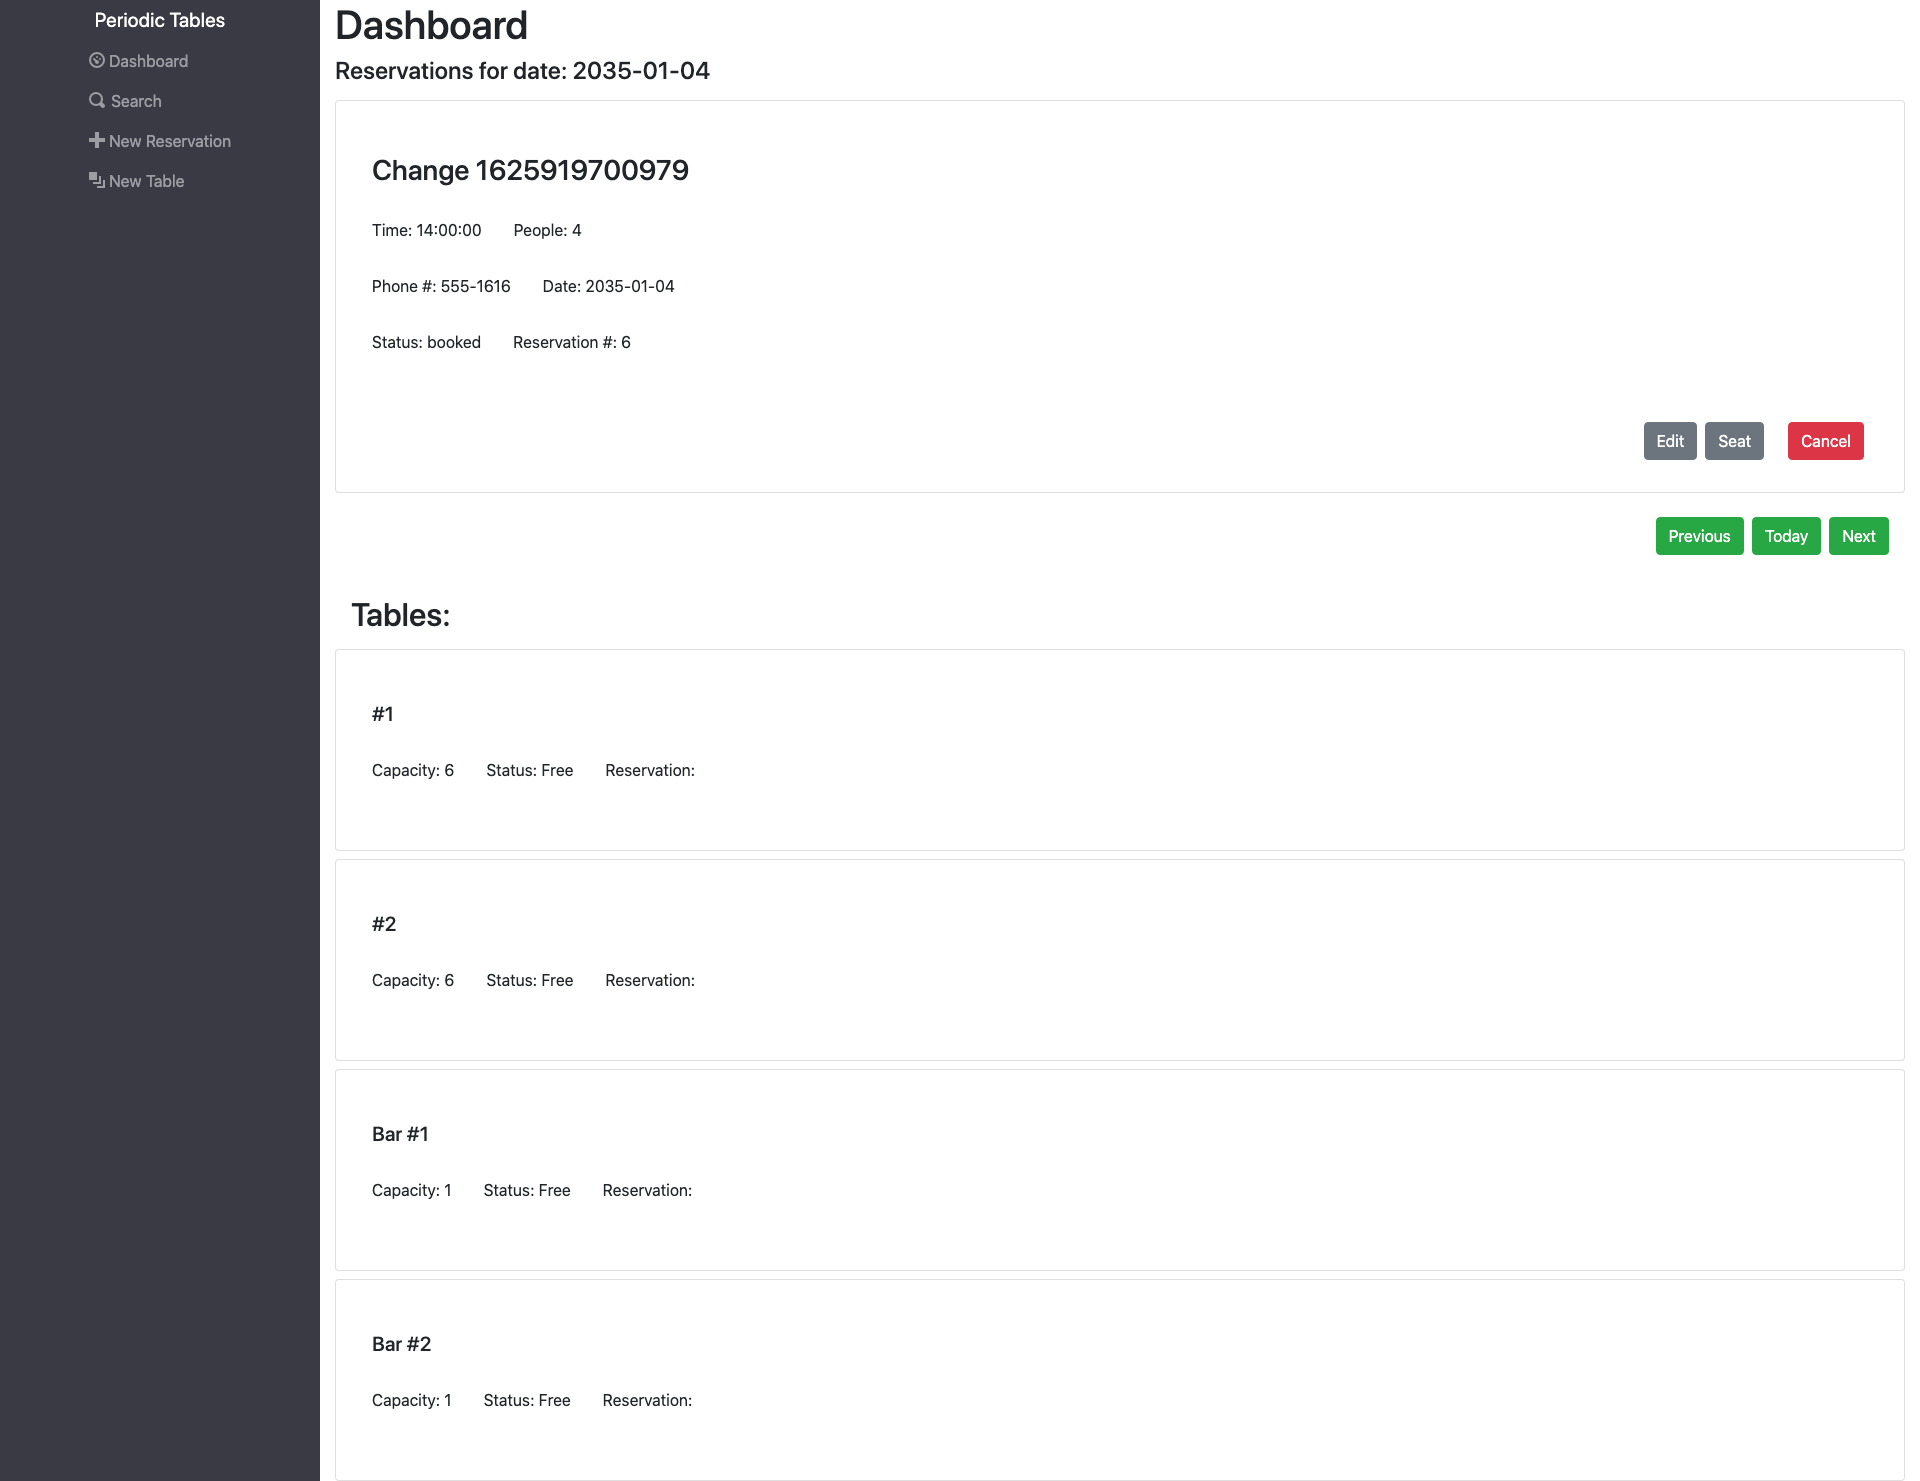 Periodic Tables
Dashboard
Search
New Reservation
New Table
Dashboard
Reservations for date: 2035-01-04
Change 1625919700979
Time: 14:00:00 People: 4
Phone #: 555-1616 Date: 2035-01-04
Status: booked Reservation #: 6
Edit Seat Cancel
Previous Today Next
Tables:
#1
Capacity: 6 Status: Free Reservation:
#2
Capacity: 6 Status: Free Reservation:
Bar #1
Capacity: 1 Status: Free Reservation:
Bar #2
Capacity: 1 Status: Free Reservation: